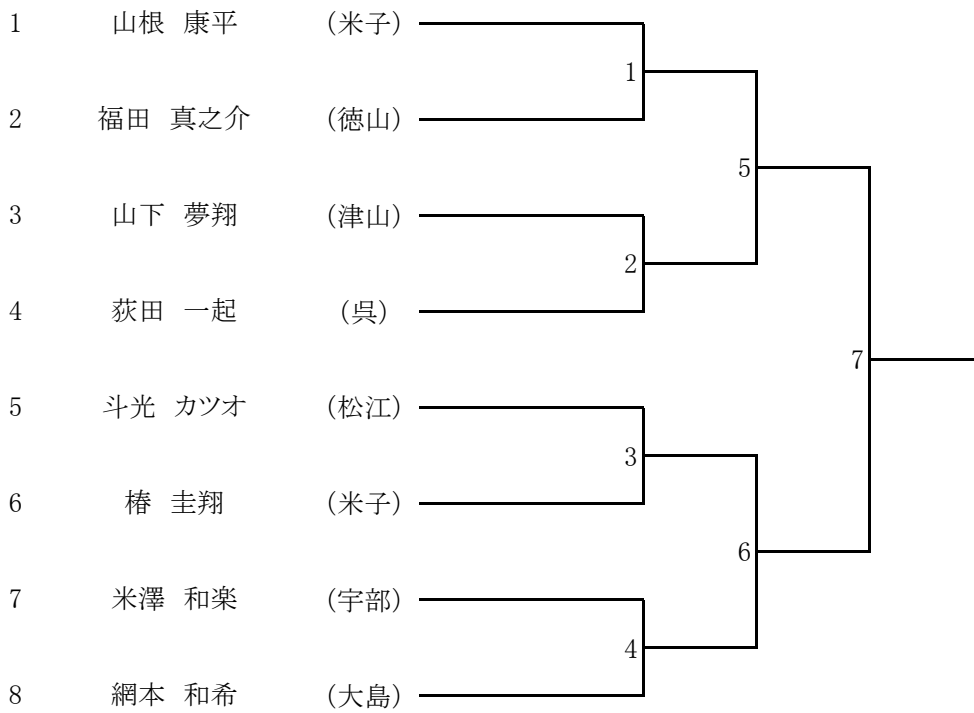 1 山根 康平 (米子)
1
2 福田 真之介 (徳山)
5
3 山下 夢翔 (津山)
2
4 荻田 一起 (呉)
7
5 斗光 カツオ (松江)
3
6 椿 圭翔 (米子)
6
7 米澤 和楽 (宇部)
4
8 網本 和希 (大島)